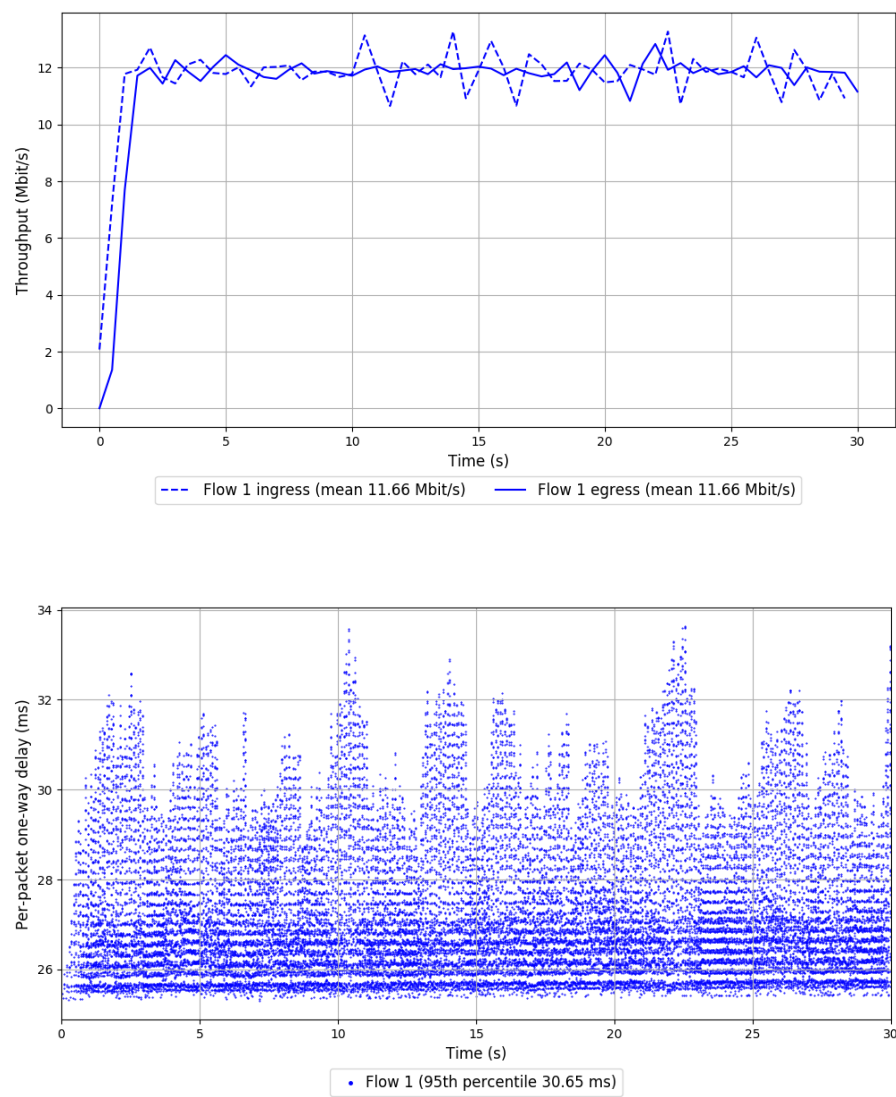 12
10
8
6
4
2
0
Throughput (Mbit/s)
0 5 10 15 20 25 30
Time (s)
Flow 1 ingress (mean 11.66 Mbit/s) Flow 1 egress (mean 11.66 Mbit/s)
34
32
30
28
26
Per-packet one-way delay (ms)
0 5 10 15 20 25 30
Time (s)
Flow 1 (95th percentile 30.65 ms)